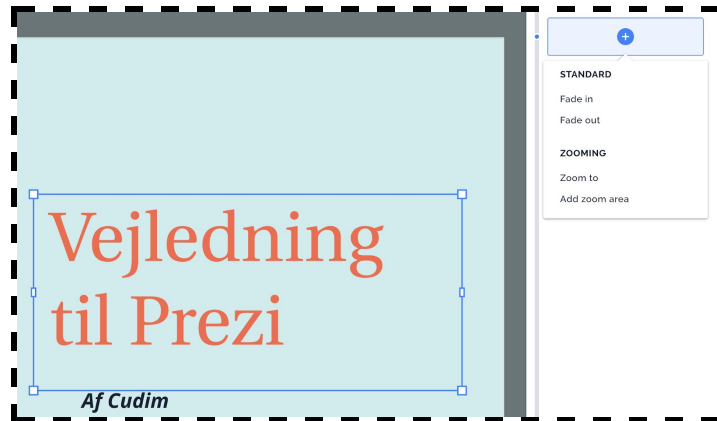 Vejledning
til Prezi
Af Cudim
STANDARD
Fade in
Fade out
ZOOMING
Zoom to
Add zoom area